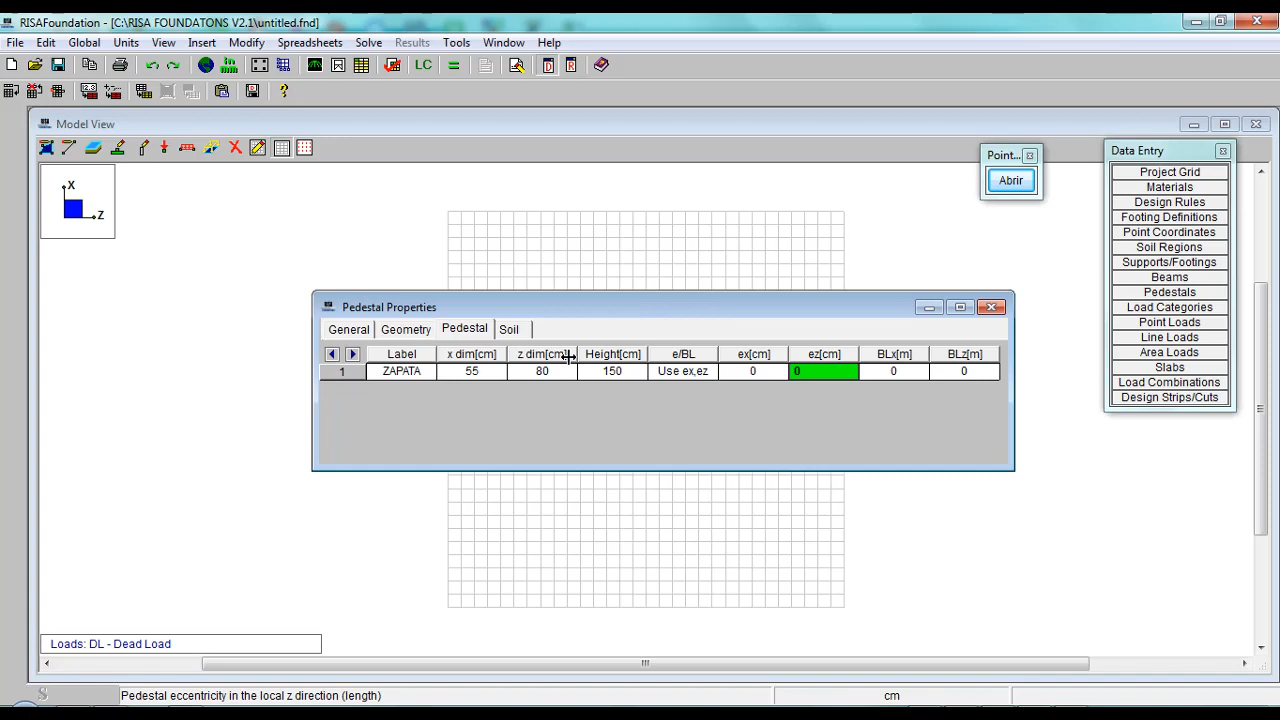 RISAFoundation - [C:\RISA FOUNDATONS V2.1\untitled.fnd]
File Edit Global Units View Insert Modify Spreadsheets Solve Results Tools Window Help
LC D R
Model View
X
Z
Point...
Abrir
Data Entry
Project Grid
Materials
Design Rules
Footing Definitions
Point Coordinates
Soil Regions
Supports/Footings
Beams
Pedestals
Load Categories
Point Loads
Line Loads
Area Loads
Slabs
Load Combinations
Design Strips/Cuts
Pedestal Properties
General Geometry Pedestal Soil
Label x dim[cm] z dim[cm] Height[cm] e/BL ex[cm] ez[cm] BLx[m] BLz[m]
1 ZAPATA 55 80 150 Use ex,ez 0 0 0 0
Loads: DL - Dead Load
S Pedestal eccentricity in the local z direction (length) cm